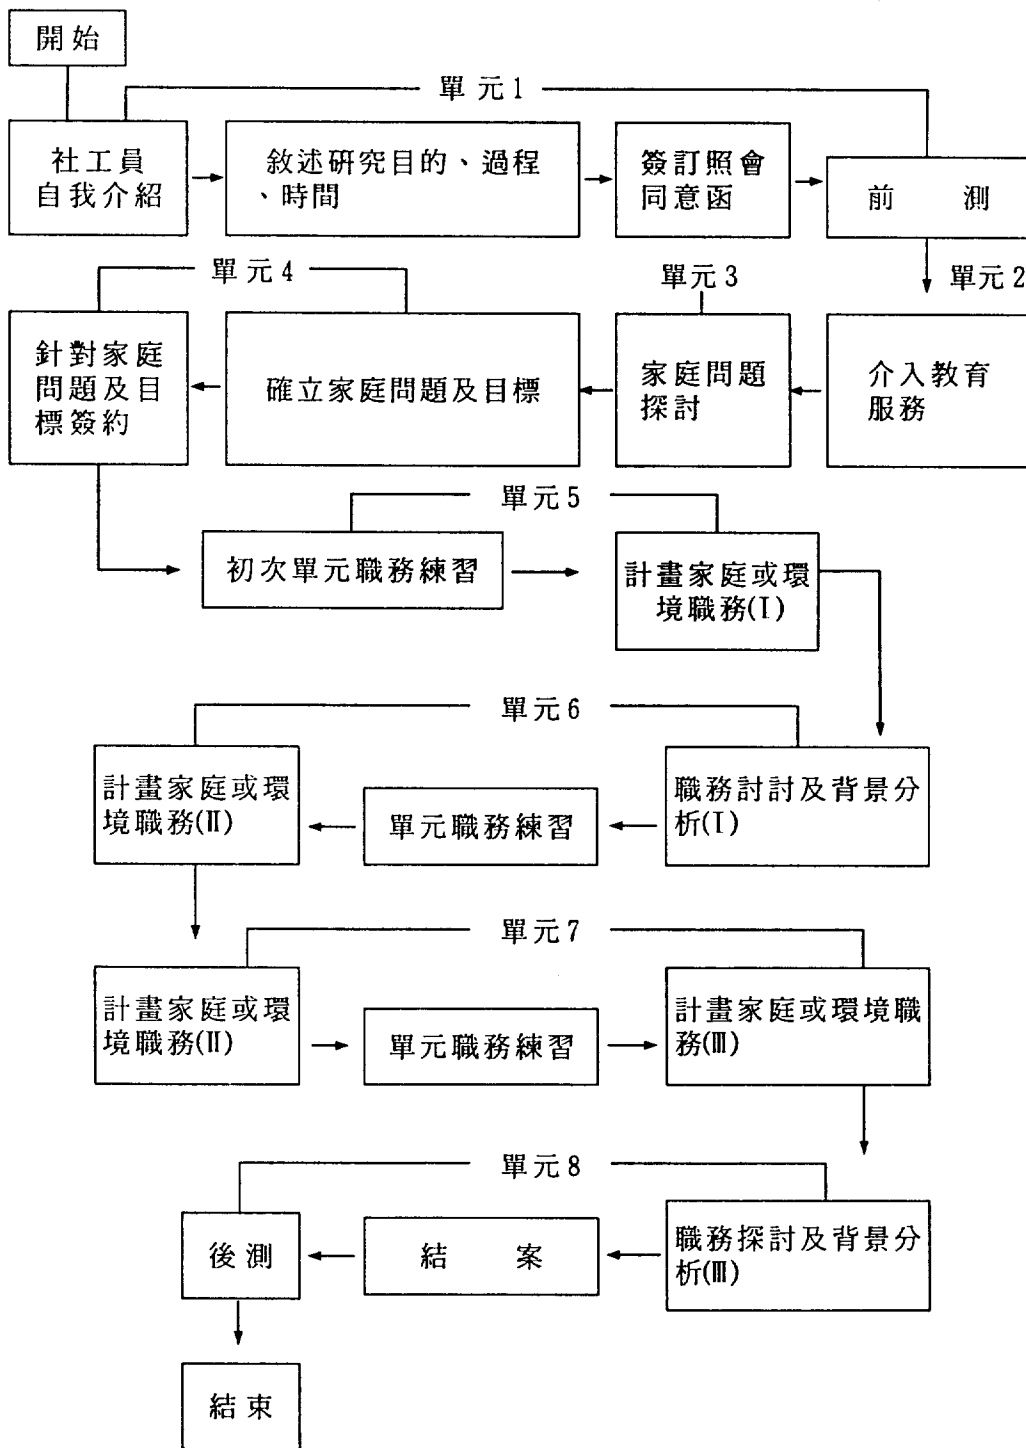 開始
單元1
社工員
自我介紹
敘述研究目的、過程
、時間
簽訂照會
同意函
前 測
單元4
單元3
單元2
針對家庭
問題及目
標簽約
確立家庭問題及目標
家庭問題
探討
介入教育
服務
單元5
初次單元職務練習
計畫家庭或環
境職務(I)
單元6
計畫家庭或環
境職務(II)
單元職務練習
職務討討及背景分
析(I)
單元7
計畫家庭或環
境職務(II)
單元職務練習
計畫家庭或環境職
務(III)
單元8
後測
結 案
職務探討及背景分
析(III)
結束